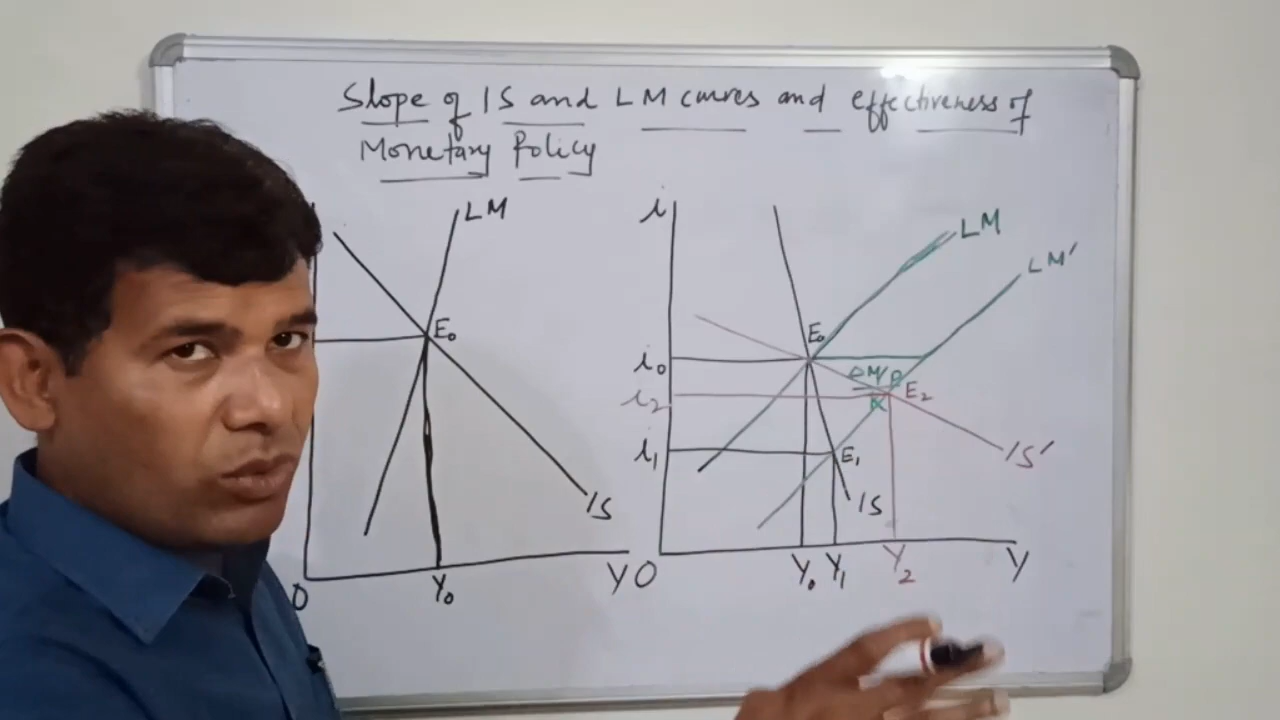 Slope of IS and LM curves and effectiveness of
Monetary Policy
LM
E₀
IS
O
Y₀
Y
i
LM
LM′
E₀
i₀
ΔM/P
K
i₂
E₂
i₁
E₁
IS′
IS
O
Y₀
Y₁
Y₂
Y